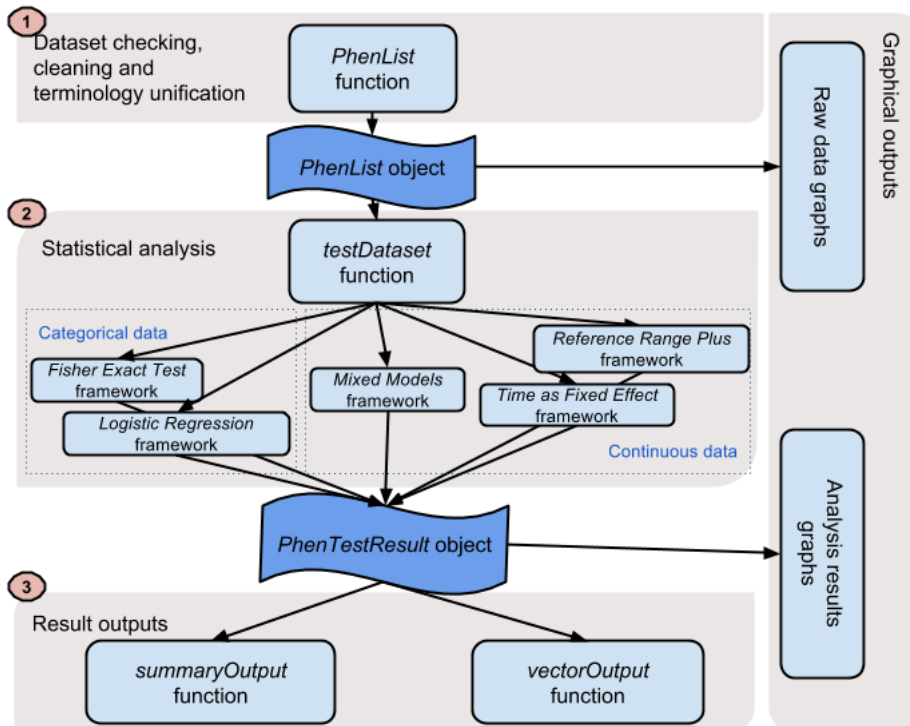 1
Dataset checking,
cleaning and
terminology unification
PhenList
function
PhenList object
2
Statistical analysis
testDataset
function
Categorical data
Fisher Exact Test
framework
Logistic Regression
framework
Mixed Models
framework
Reference Range Plus
framework
Time as Fixed Effect
framework
Continuous data
PhenTestResult object
3
Result outputs
summaryOutput
function
vectorOutput
function
Graphical outputs
Raw data graphs
Analysis results
graphs